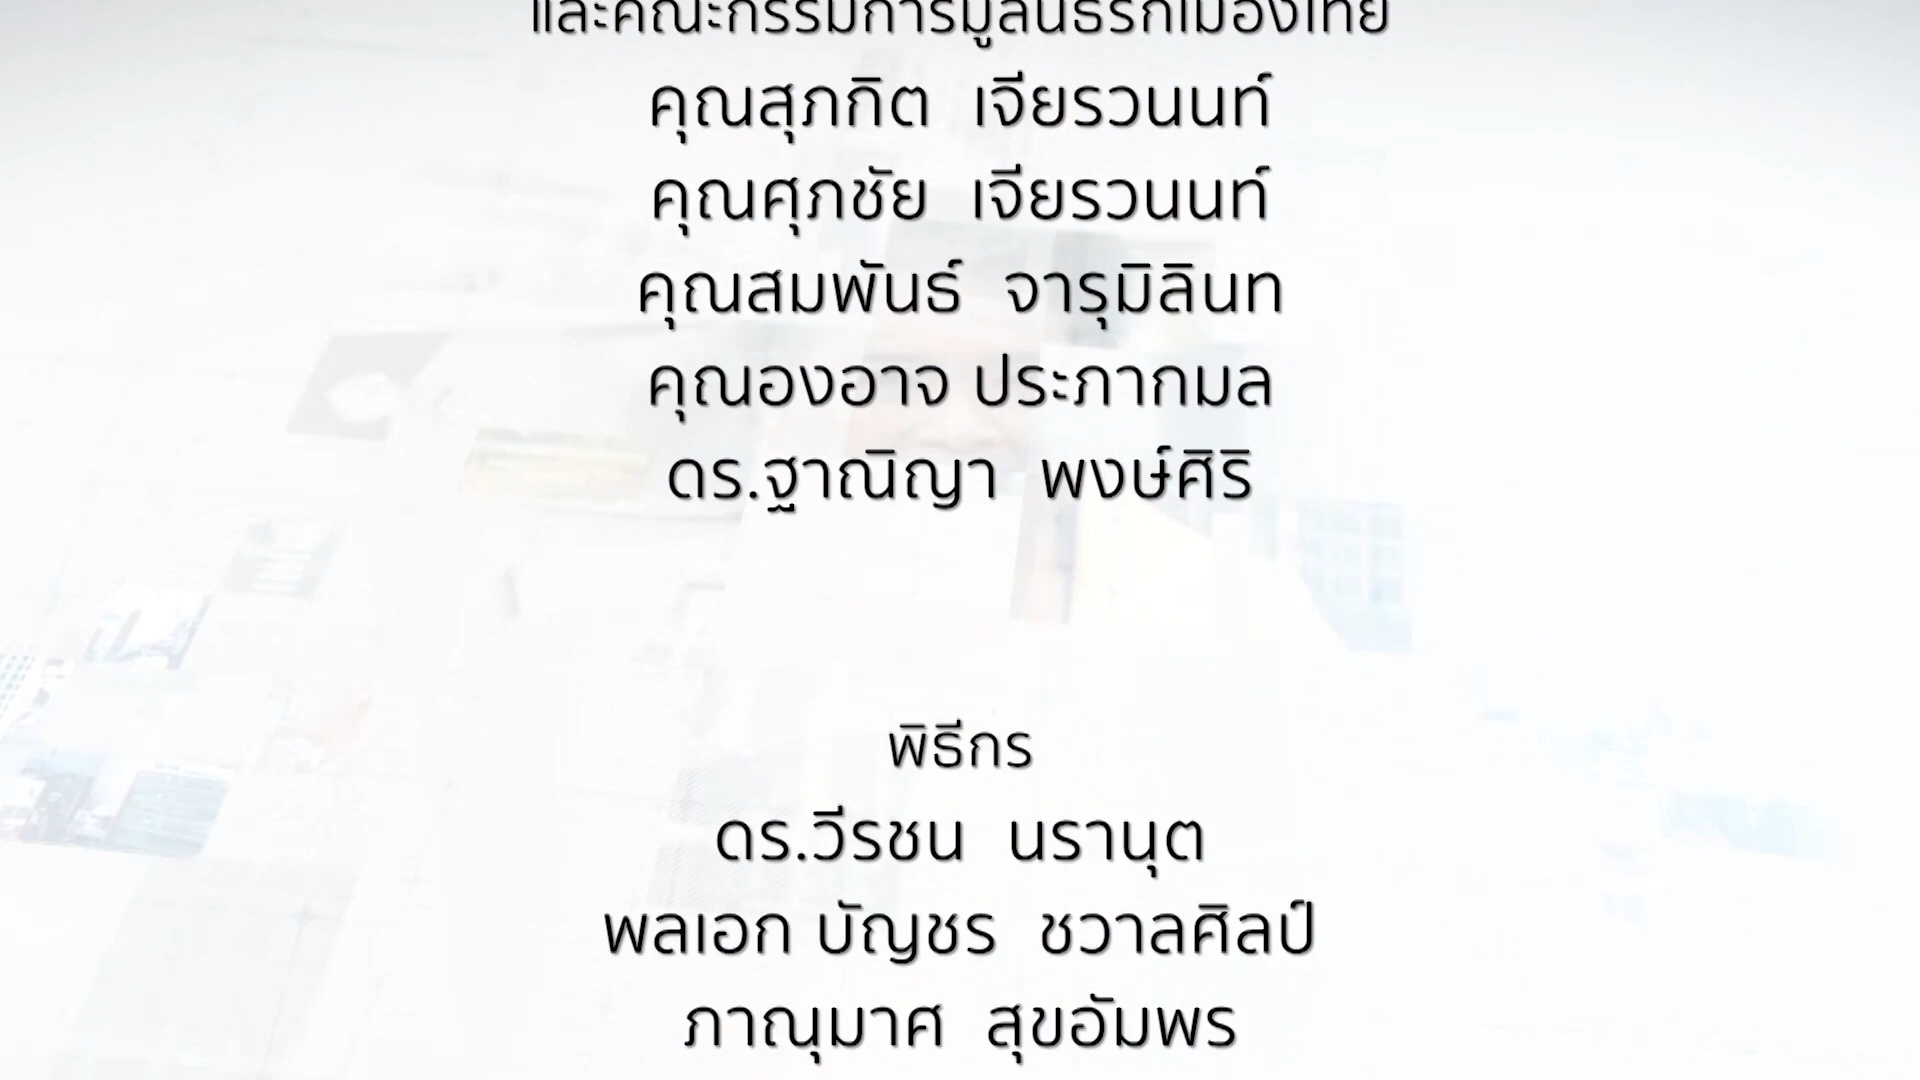 และคณะกรรมการมูลนิธิรักเมืองไทย
คุณสุภกิต เจียรวนนท์
คุณศุภชัย เจียรวนนท์
คุณสมพันธ์ จารุมิลินท
คุณองอาจ ประภากมล
ดร.ฐาณิญา พงษ์ศิริ
พิธีกร
ดร.วีรชน นรานุต
พลเอก บัญชร ชวาลศิลป์
ภาณุมาศ สุขอัมพร